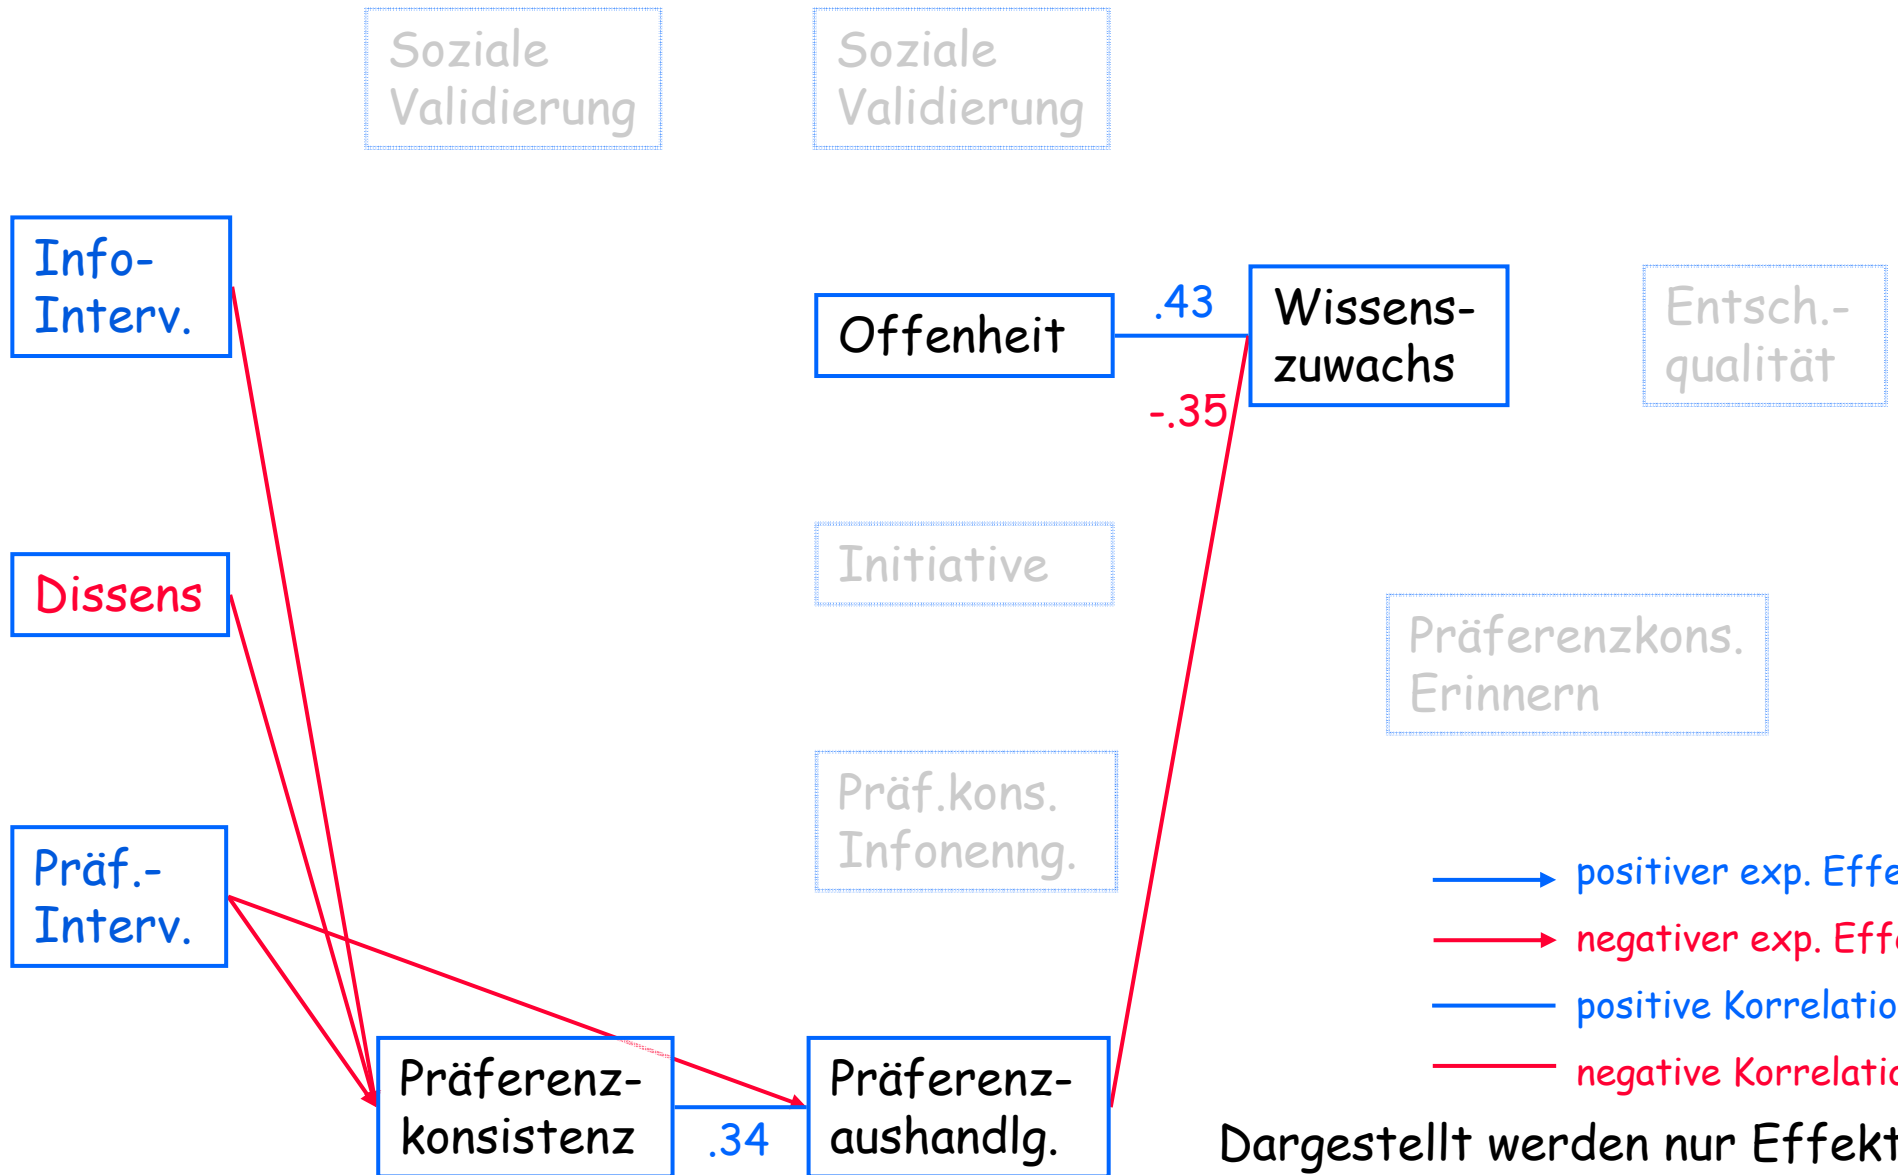 Soziale
Validierung
Soziale
Validierung
Info-
Interv.
Offenheit
.43
-.35
Wissens-
zuwachs
Entsch.-
qualität
Dissens
Initiative
Präferenzkons.
Erinnern
Präf.-
Interv.
Präf.kons.
Infonenng.
positiver exp. Effe
negativer exp. Effe
positive Korrelatio
negative Korrelatio
Präferenz-
konsistenz
.34
Präferenz-
aushandlg.
Dargestellt werden nur Effekt